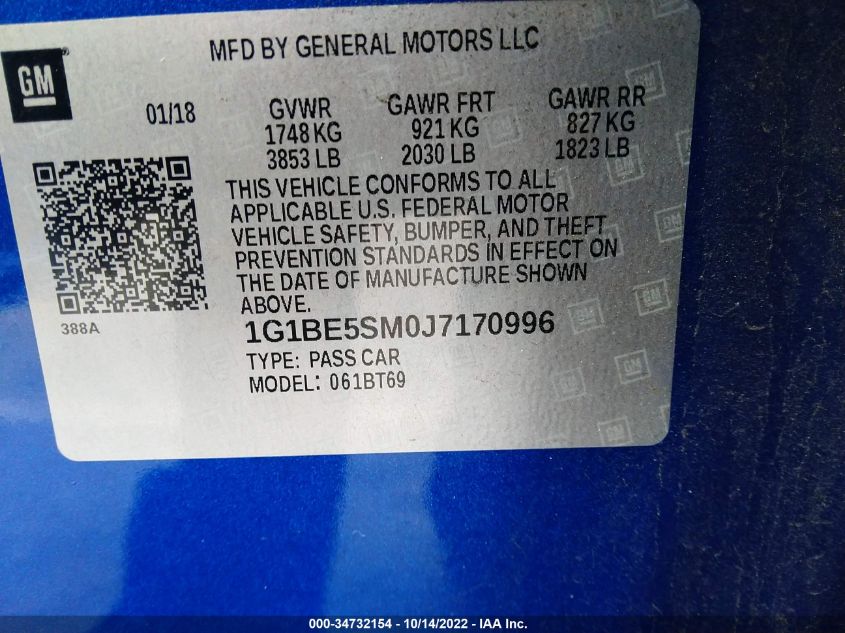 MFD BY GENERAL MOTORS LLC
GM
01/18 GVWR GAWR FRT GAWR RR
1748 KG 921 KG 827 KG
3853 LB 2030 LB 1823 LB
THIS VEHICLE CONFORMS TO ALL
APPLICABLE U.S. FEDERAL MOTOR
VEHICLE SAFETY, BUMPER, AND THEFT
PREVENTION STANDARDS IN EFFECT ON
THE DATE OF MANUFACTURE SHOWN
ABOVE.
388A
1G1BE5SM0J7170996
TYPE: PASS CAR
MODEL: 061BT69
000-34732154 - 10/14/2022 - IAA Inc.